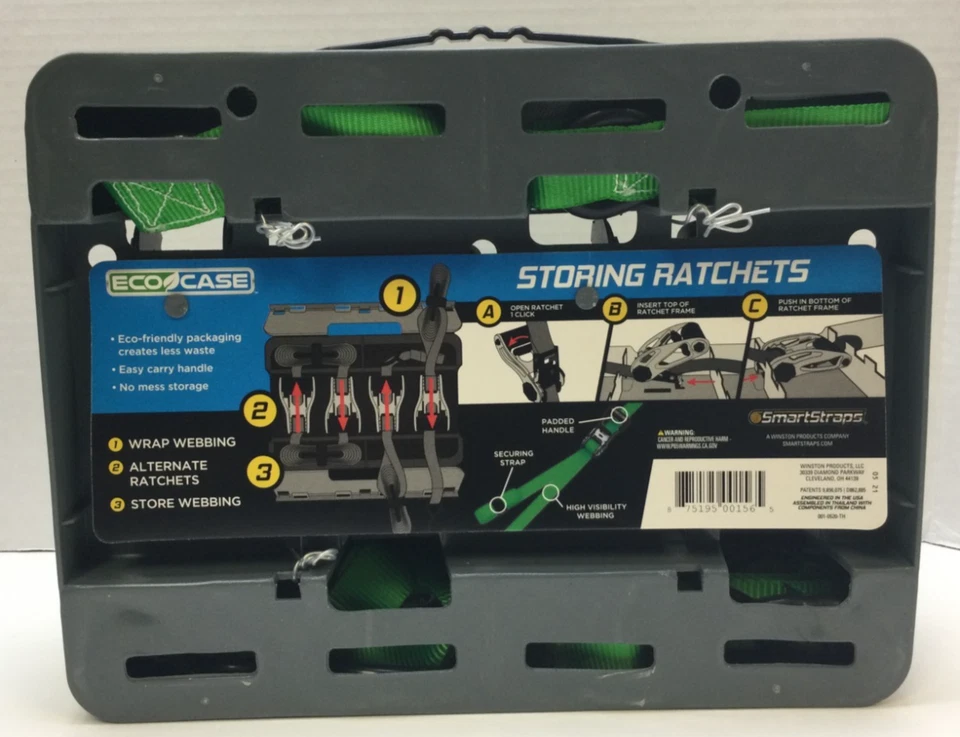 ECO CASE
• Eco-friendly packaging
creates less waste
• Easy carry handle
• No mess storage
1 WRAP WEBBING
2 ALTERNATE
RATCHETS
3 STORE WEBBING
1
2
3
STORING RATCHETS
A OPEN RATCHET
1 CLICK
B INSERT TOP OF
RATCHET FRAME
C PUSH IN BOTTOM OF
RATCHET FRAME
PADDED
HANDLE
SECURING
STRAP
HIGH VISIBILITY
WEBBING
SmartStraps
A WINSTON PRODUCTS COMPANY
SMARTSTRAPS.COM
WARNING:
CANCER AND REPRODUCTIVE HARM -
WWW.P65WARNINGS.CA.GOV
WINSTON PRODUCTS, LLC
30339 DIAMOND PARKWAY
CLEVELAND, OH 44139
ENGINEERED IN THE USA
ASSEMBLED IN THAILAND WITH
COMPONENTS FROM CHINA
05 21
6 75195 00156 5